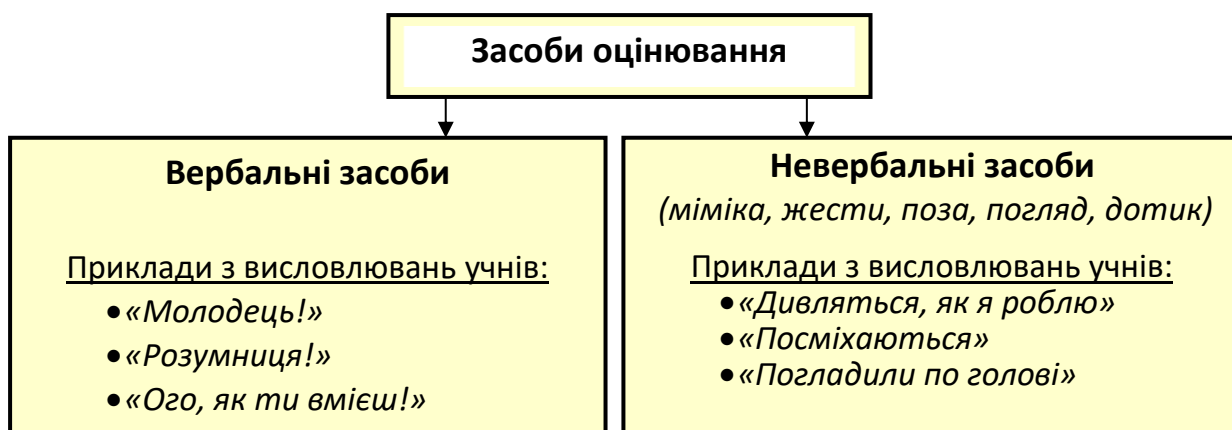 Засоби оцінювання
Вербальні засоби
Приклади з висловлювань учнів:
•«Молодець!»
•«Розумниця!»
•«Ого, як ти вмієш!»
Невербальні засоби
(міміка, жести, поза, погляд, дотик)
Приклади з висловлювань учнів:
•«Дивляться, як я роблю»
•«Посміхаються»
•«Погладили по голові»